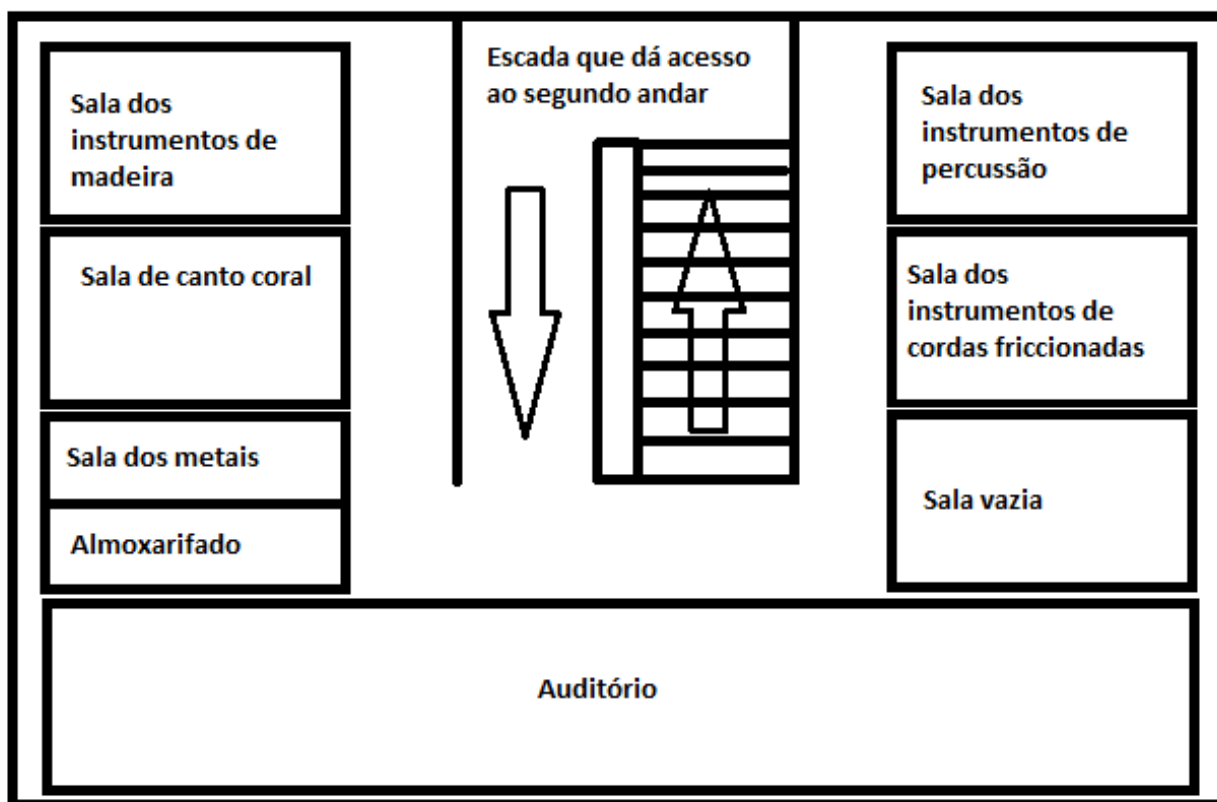 Escada que dá acesso
ao segundo andar
Sala dos
instrumentos de
madeira
Sala dos
instrumentos de
percussão
Sala de canto coral
Sala dos
instrumentos de
cordas friccionadas
Sala dos metais
Almoxarifado
Sala vazia
Auditório